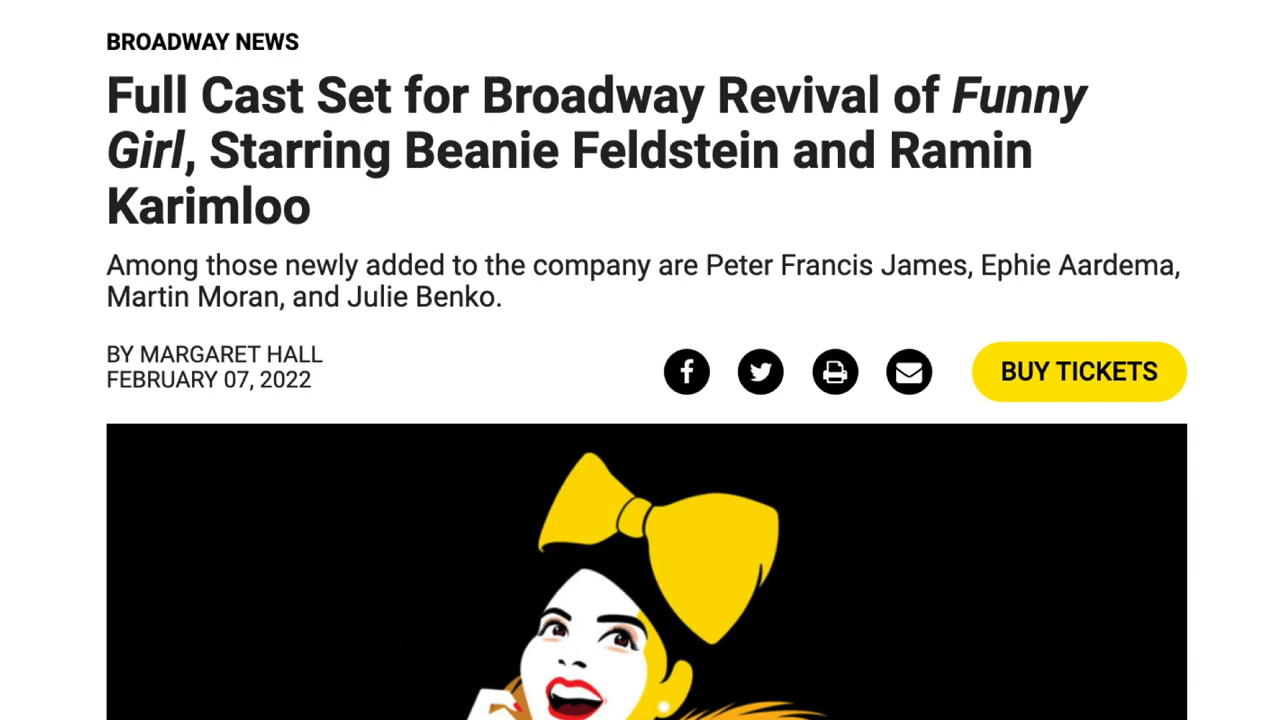 BROADWAY NEWS
Full Cast Set for Broadway Revival of Funny
Girl, Starring Beanie Feldstein and Ramin
Karimloo
Among those newly added to the company are Peter Francis James, Ephie Aardema,
Martin Moran, and Julie Benko.
BY MARGARET HALL
FEBRUARY 07, 2022
BUY TICKETS